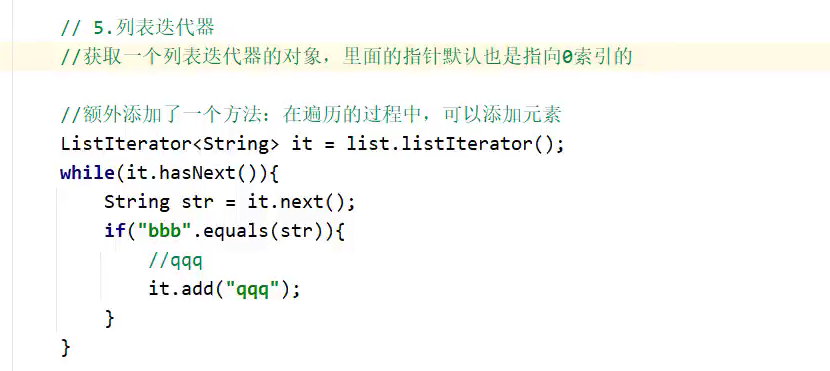 // 5.列表迭代器
//获取一个列表迭代器的对象，里面的指针默认也是指向0索引的
//额外添加了一个方法：在遍历的过程中，可以添加元素
ListIterator<String> it = list.listIterator();
while(it.hasNext()){
String str = it.next();
if("bbb".equals(str)){
//qqq
it.add("qqq");
}
}